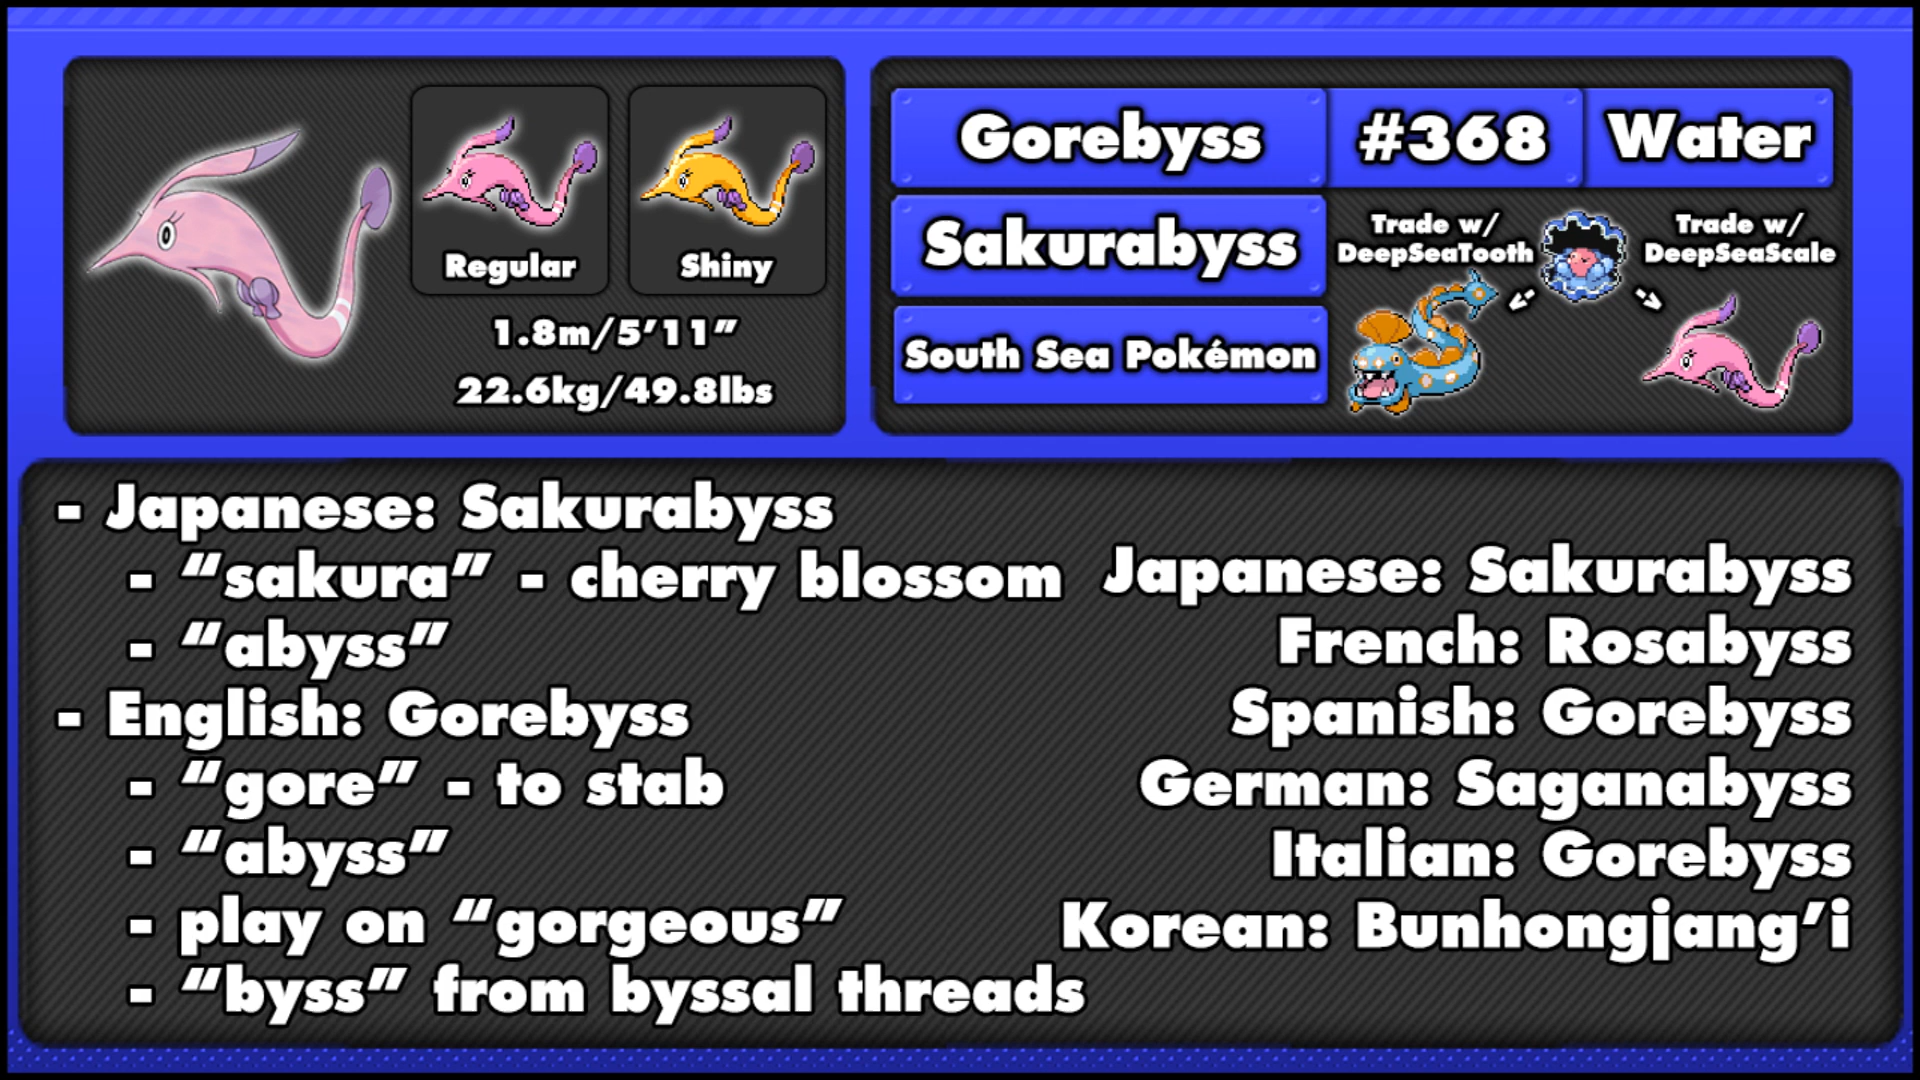 Regular
Shiny
1.8m/5’11”
22.6kg/49.8lbs
Gorebyss
#368
Water
Sakurabyss
South Sea Pokémon
Trade w/
DeepSeaTooth
Trade w/
DeepSeaScale
- Japanese: Sakurabyss
- “sakura” - cherry blossom
- “abyss”
- English: Gorebyss
- “gore” - to stab
- “abyss”
- play on “gorgeous”
- “byss” from byssal threads
Japanese: Sakurabyss
French: Rosabyss
Spanish: Gorebyss
German: Saganabyss
Italian: Gorebyss
Korean: Bunhongjang’i